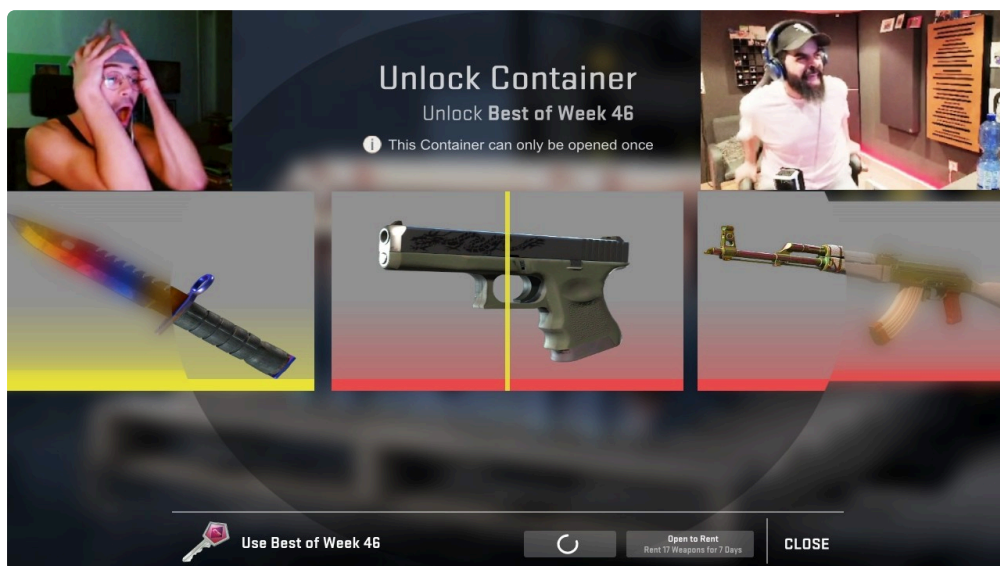 Unlock Container
Unlock Best of Week 46
i This Container can only be opened once
Use Best of Week 46
Open to Rent
Rent 17 Weapons for 7 Days
CLOSE